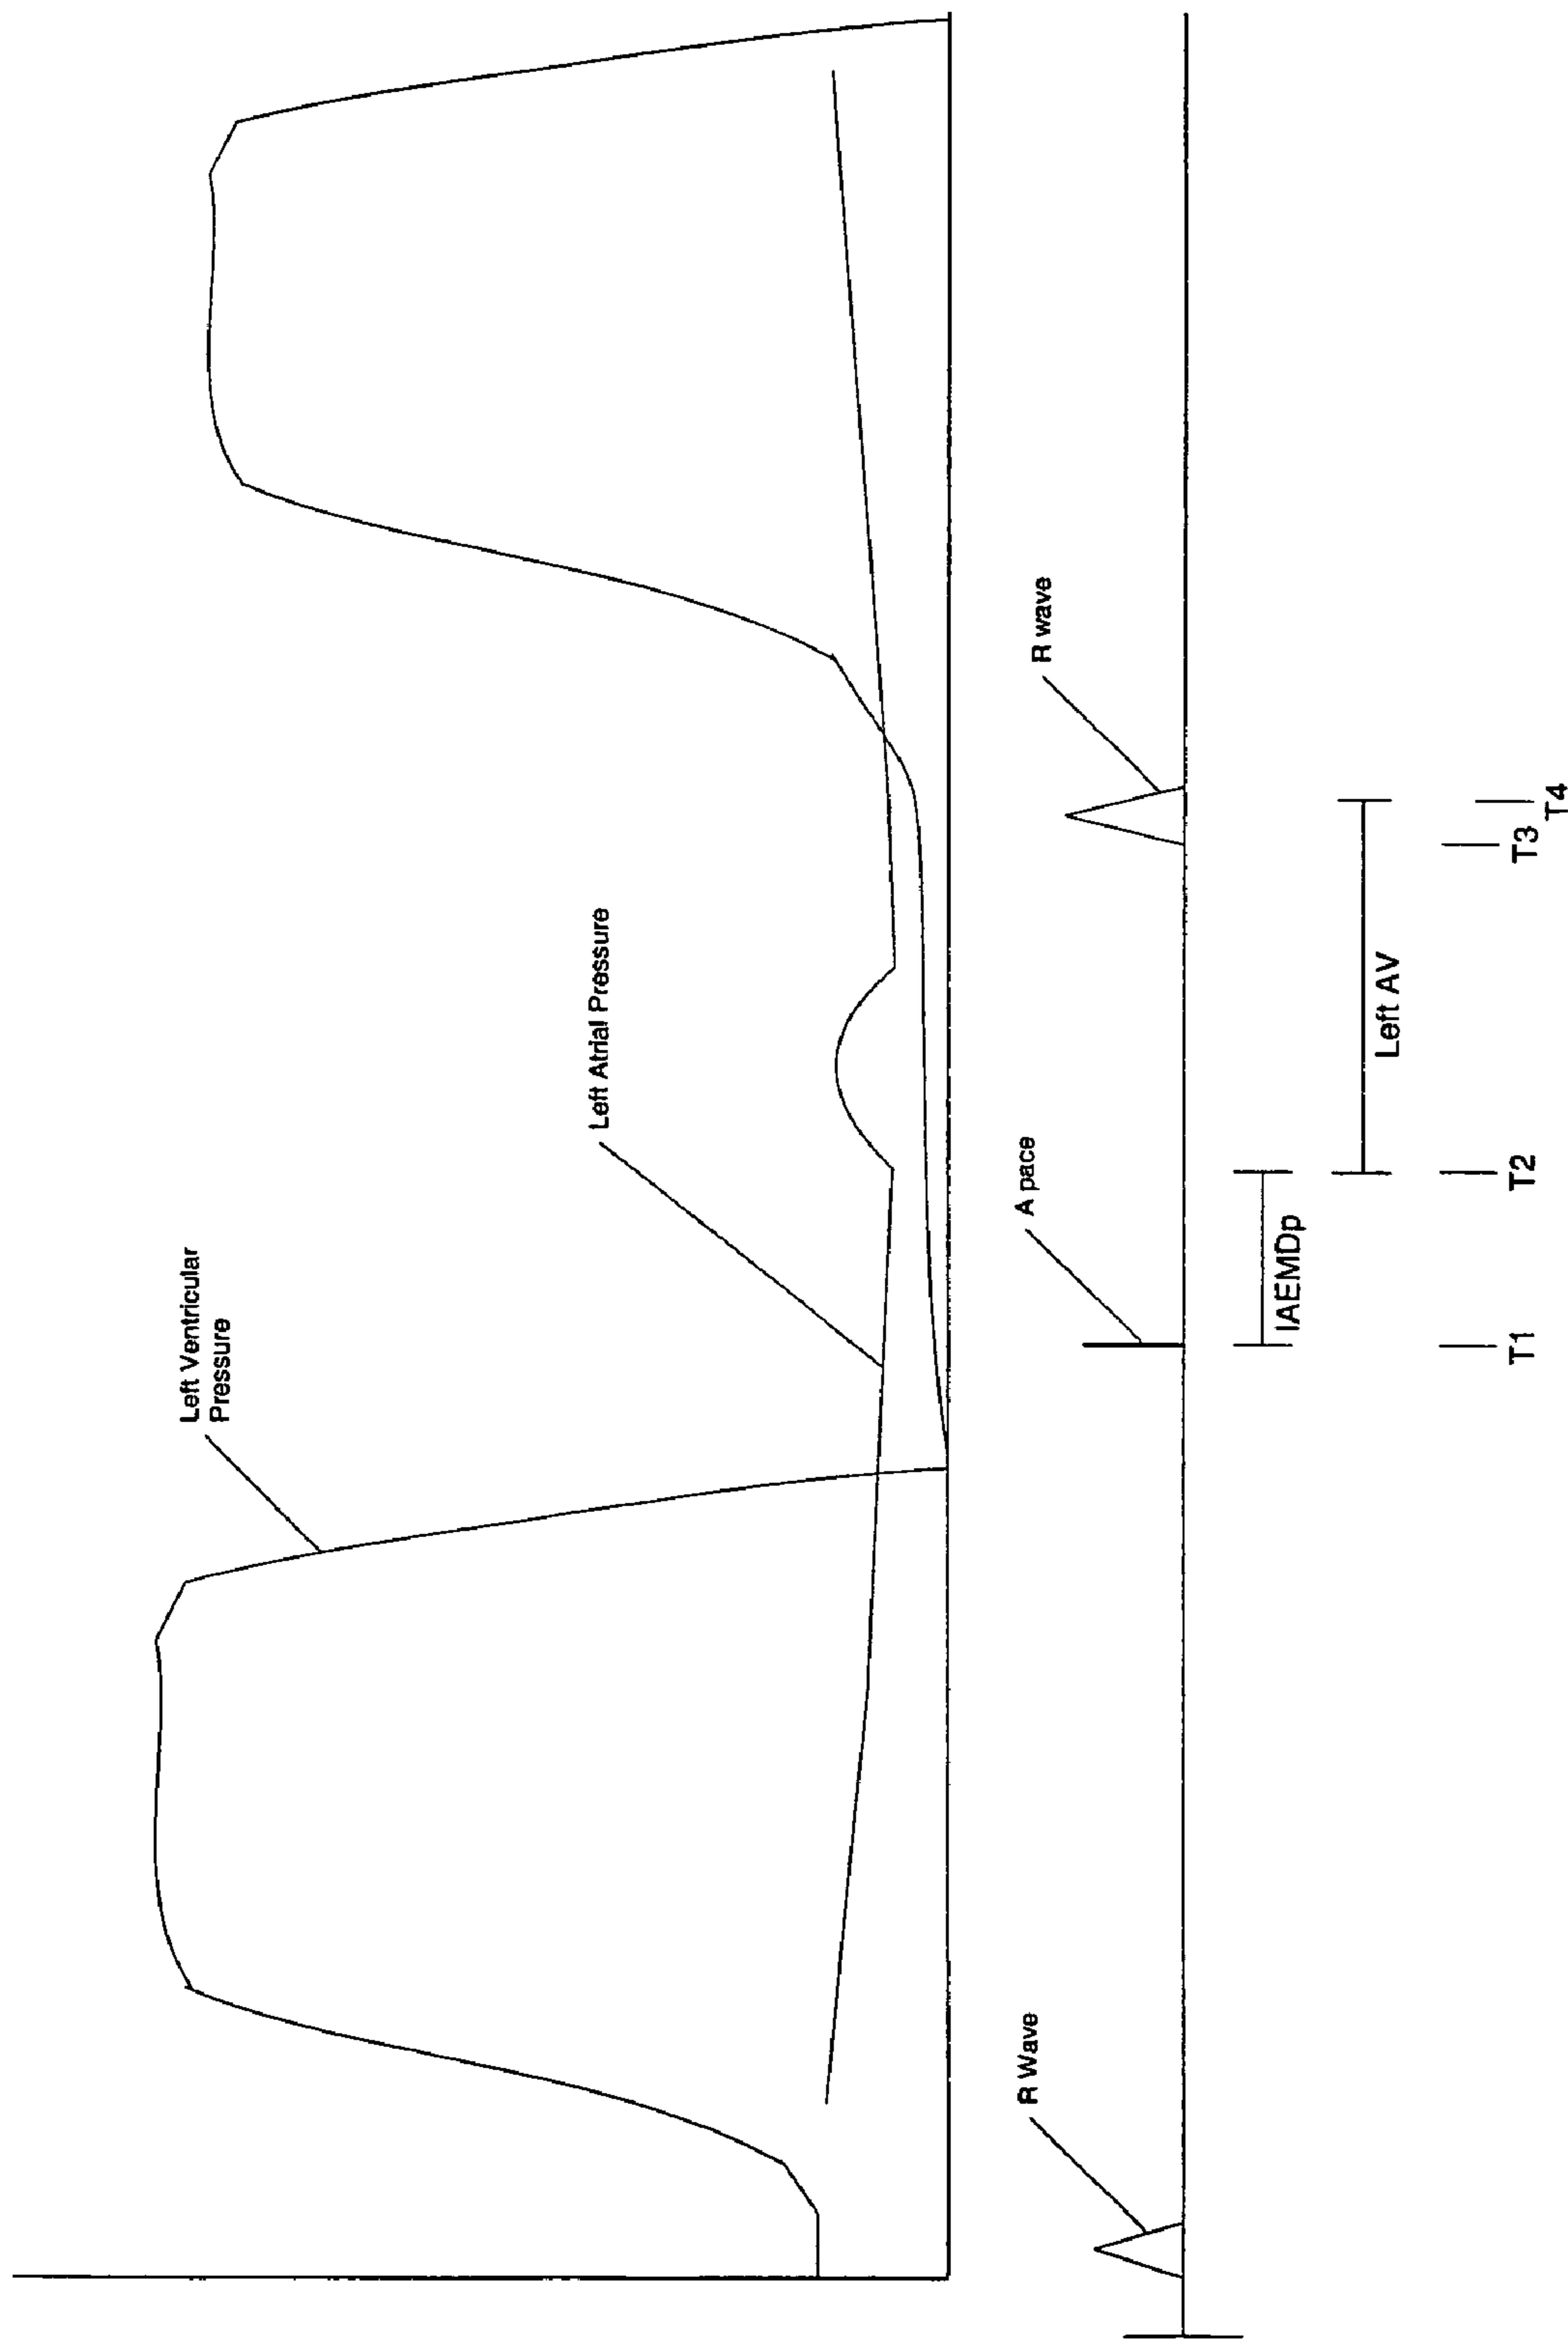 Left Ventricular
Pressure
Left Atrial Pressure
R Wave
A pace
R wave
IAEMDp
Left AV
T1
T2
T3
T4